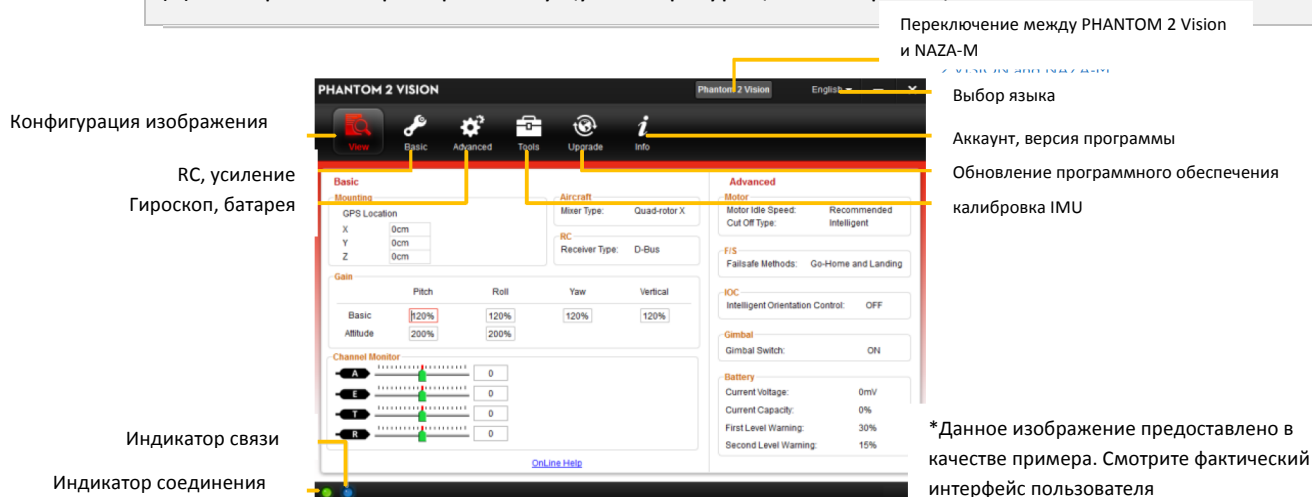 Переключение между PHANTOM 2 Vision
и NAZA-M
PHANTOM 2 VISION
Phantom 2 Vision
English
Выбор языка
Конфигурация изображения
View
Basic
Advanced
Tools
Upgrade
Info
Аккаунт, версия программы
RC, усиление
Обновление программного обеспечения
Гироскоп, батарея
калибровка IMU
Basic
Mounting
GPS Location
X 0cm
Y 0cm
Z 0cm
Aircraft
Mixer Type: Quad-rotor X
RC
Receiver Type: D-Bus
Gain
Pitch Roll Yaw Vertical
Basic 120% 120% 120% 120%
Attitude 200% 200%
Channel Monitor
A 0
E 0
T 0
R 0
Advanced
Motor
Motor Idle Speed: Recommended
Cut Off Type: Intelligent
F/S
Failsafe Methods: Go-Home and Landing
IOC
Intelligent Orientation Control: OFF
Gimbal
Gimbal Switch: ON
Battery
Current Voltage: 0mV
Current Capacity: 0%
First Level Warning: 30%
Second Level Warning: 15%
OnLine Help
Индикатор связи
Индикатор соединения
*Данное изображение предоставлено в
качестве примера. Смотрите фактический
интерфейс пользователя